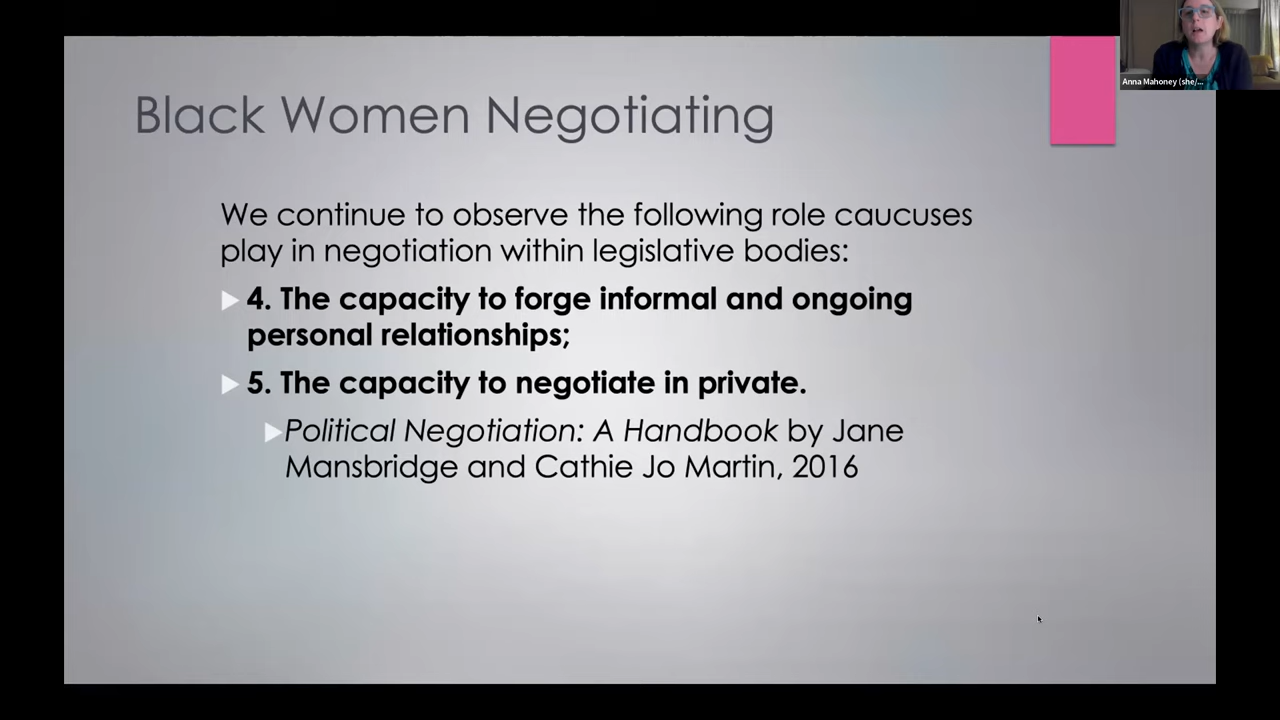 Anna Mahoney (she/...
Black Women Negotiating
We continue to observe the following role caucuses
play in negotiation within legislative bodies:
4. The capacity to forge informal and ongoing
personal relationships;
5. The capacity to negotiate in private.
Political Negotiation: A Handbook by Jane
Mansbridge and Cathie Jo Martin, 2016